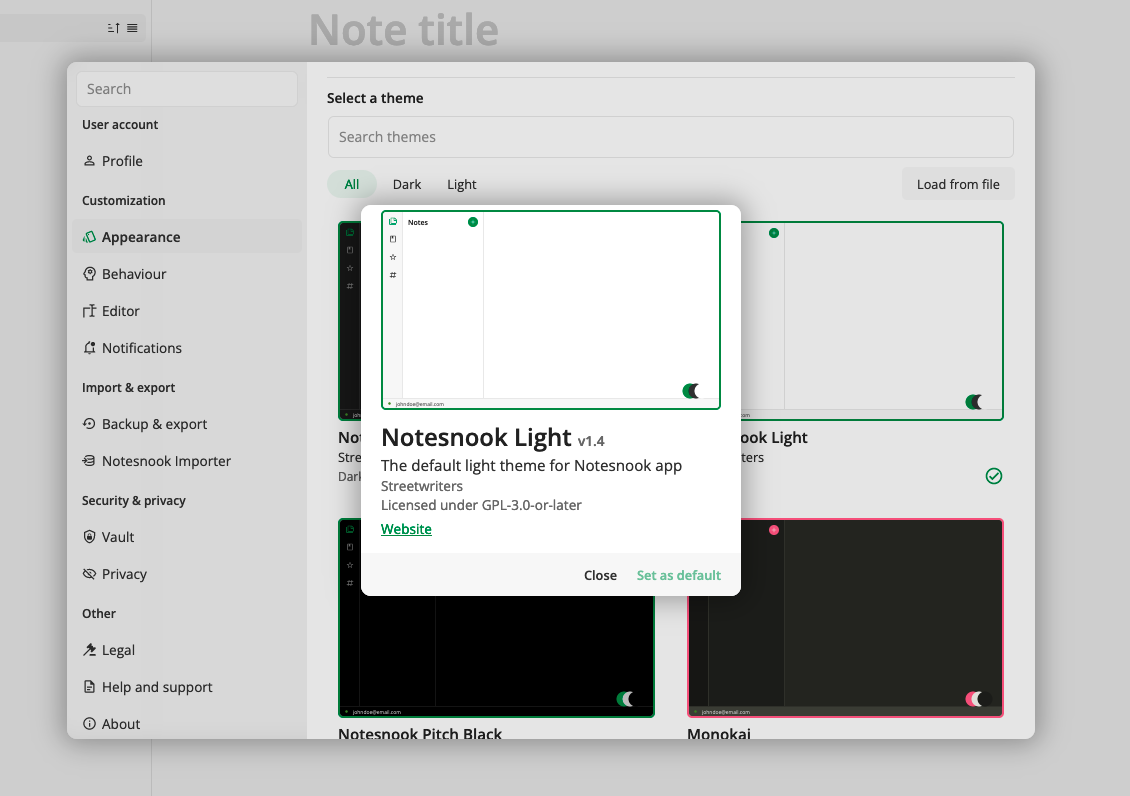 Note title
Search
User account
Profile
Customization
Appearance
Behaviour
Editor
Notifications
Import & export
Backup & export
Notesnook Importer
Security & privacy
Vault
Privacy
Other
Legal
Help and support
About
Select a theme
Search themes
All Dark Light
Load from file
Notes
johndoe@email.com
Notesnook Light v1.4
The default light theme for Notesnook app
Streetwriters
Licensed under GPL-3.0-or-later
Website
Close Set as default
Dark
Light
johndoe@email.com
Notesnook Pitch Black
johndoe@email.com
Monokai